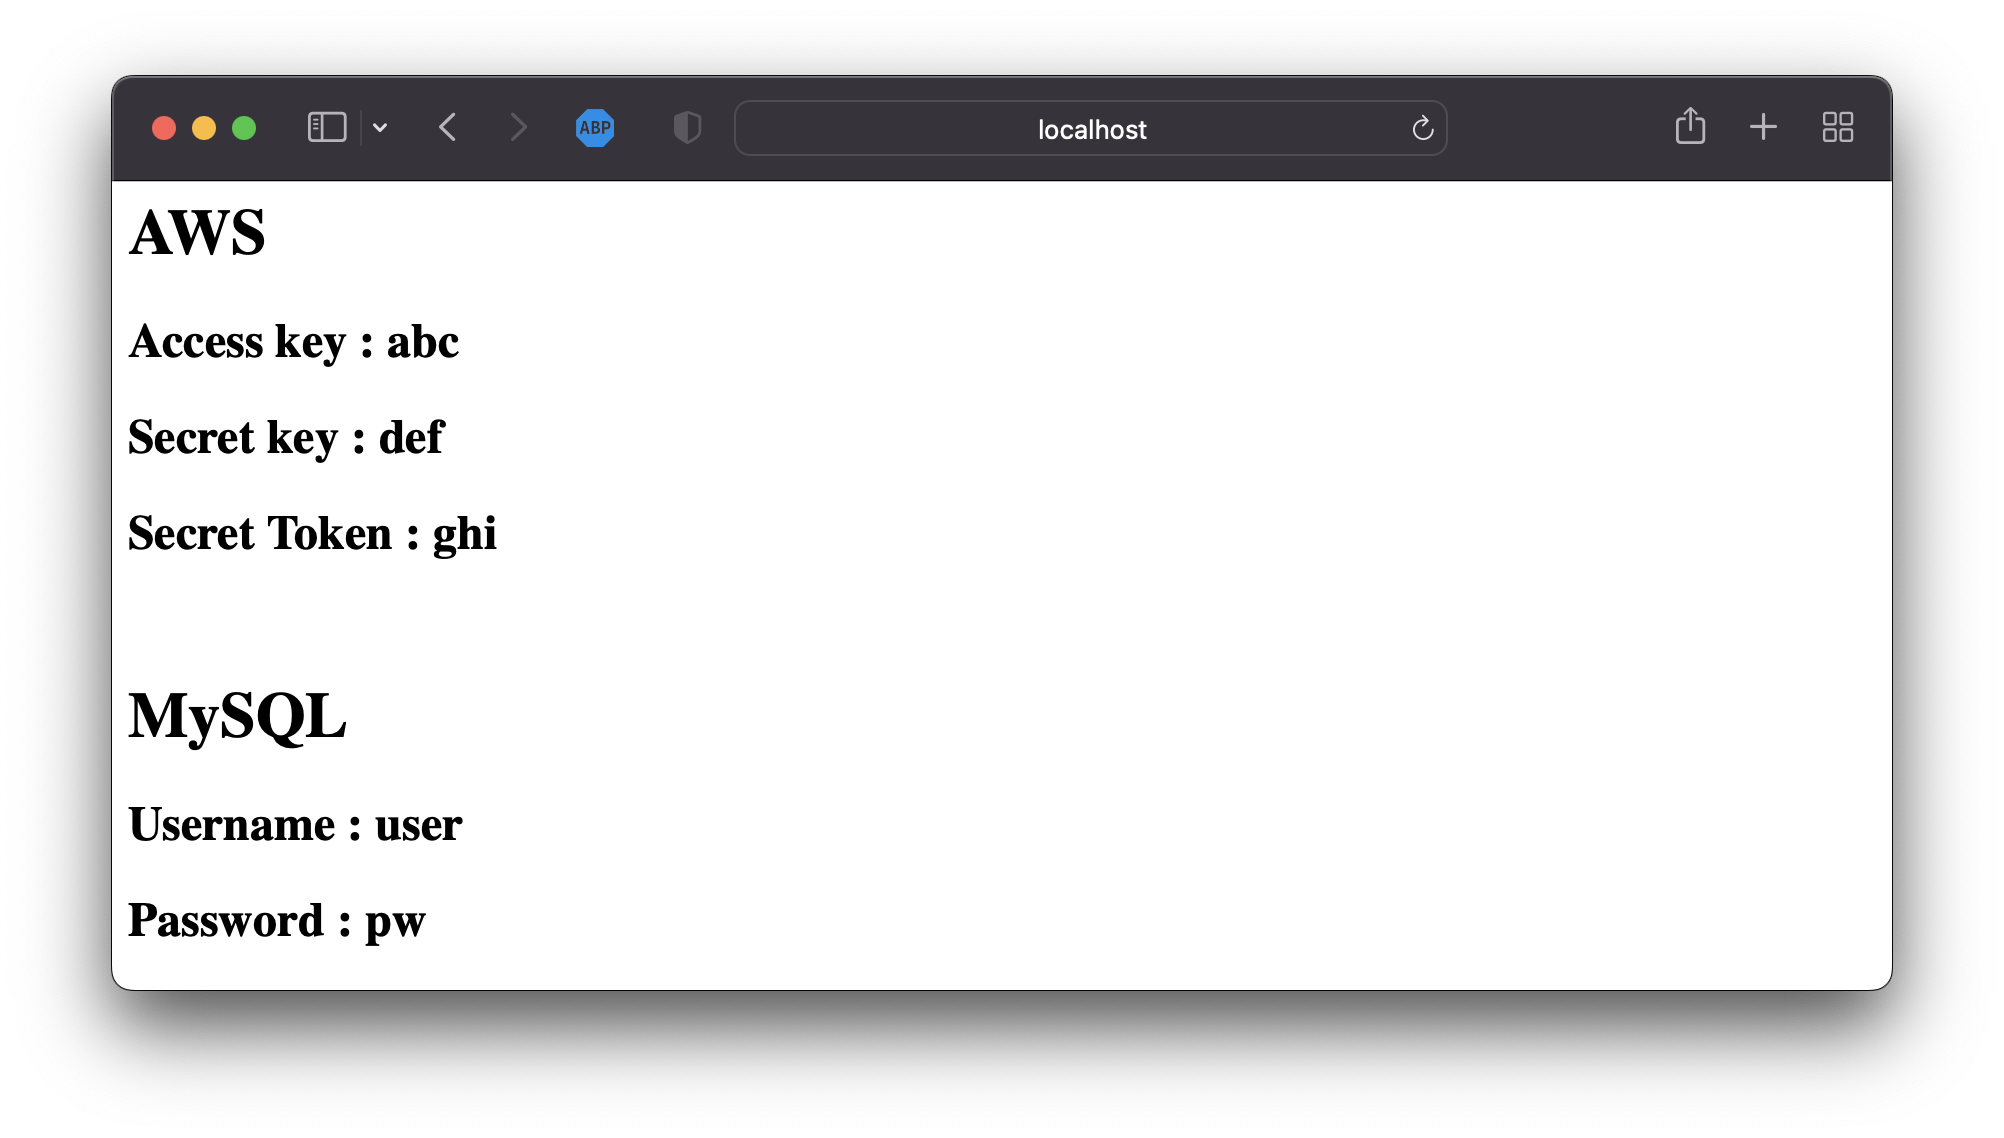 ABP
localhost
AWS
Access key : abc
Secret key : def
Secret Token : ghi
MySQL
Username : user
Password : pw